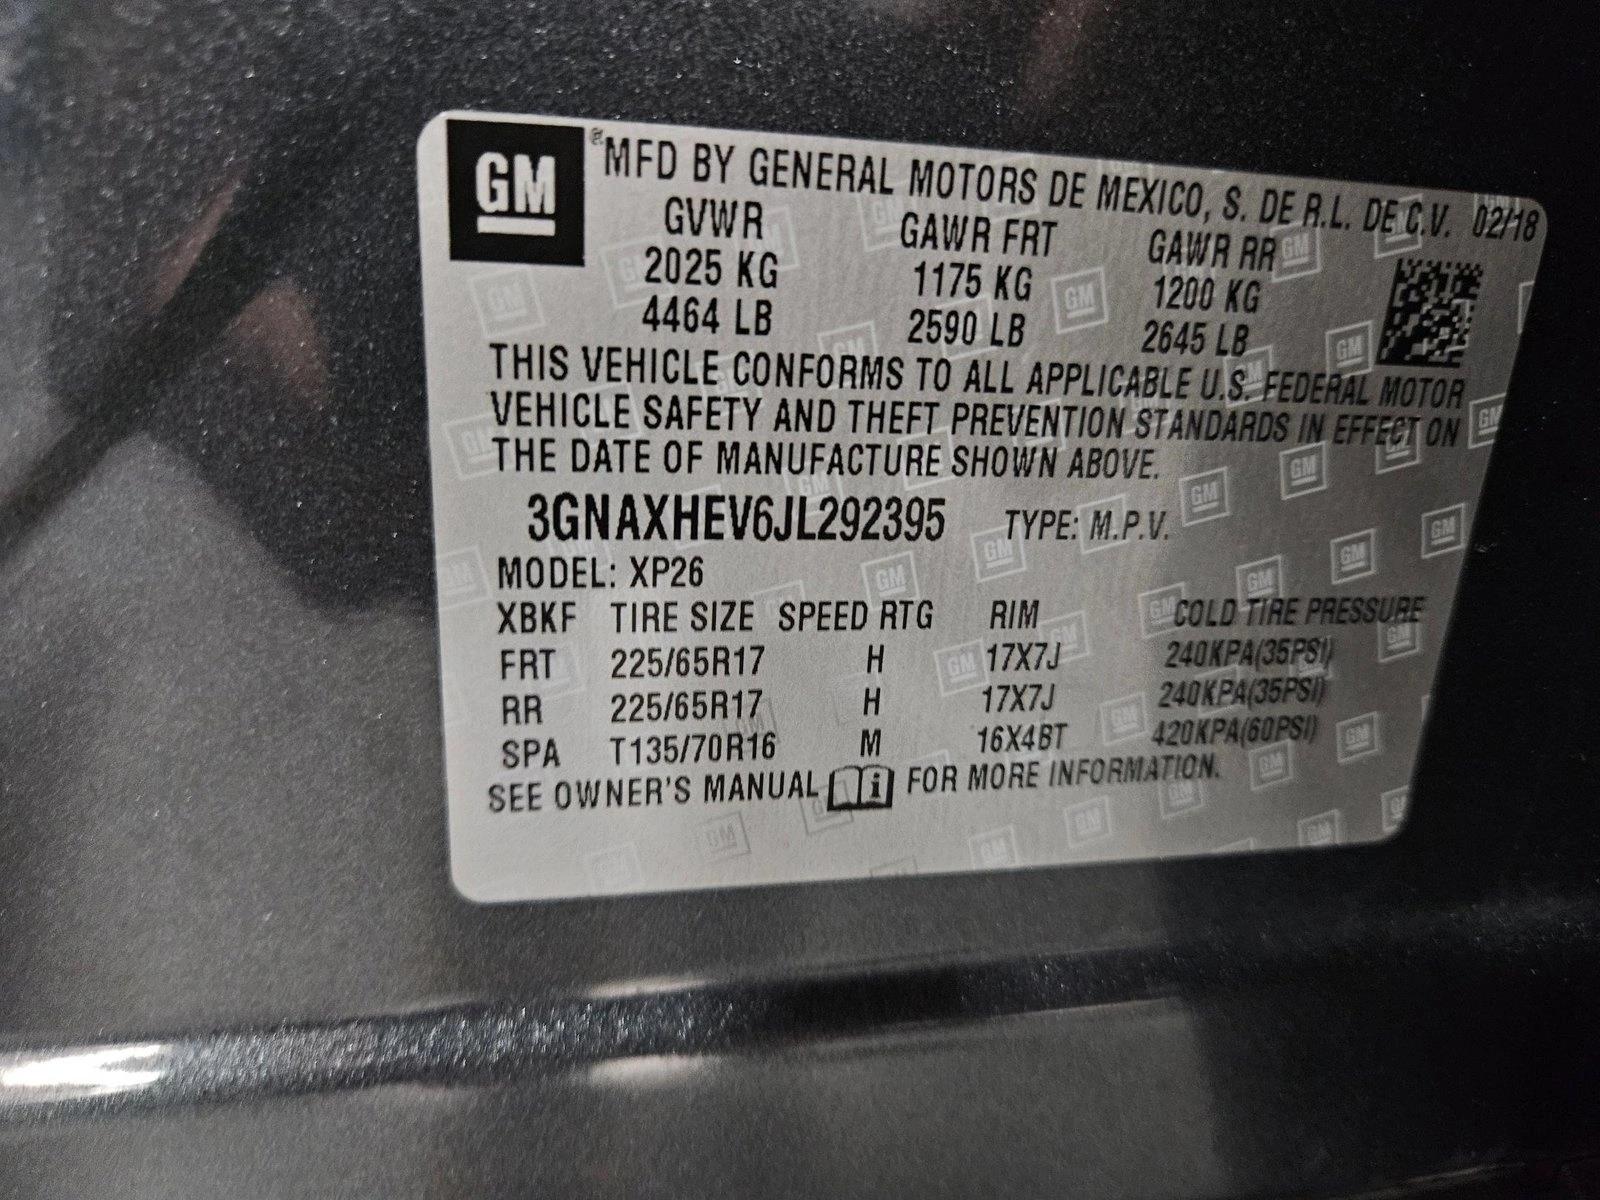 GM
® MFD BY GENERAL MOTORS DE MEXICO, S. DE R.L. DE C.V. 02/18
GVWR GAWR FRT GAWR RR
2025 KG 1175 KG 1200 KG
4464 LB 2590 LB 2645 LB
THIS VEHICLE CONFORMS TO ALL APPLICABLE U.S. FEDERAL MOTOR
VEHICLE SAFETY AND THEFT PREVENTION STANDARDS IN EFFECT ON
THE DATE OF MANUFACTURE SHOWN ABOVE.
3GNAXHEV6JL292395 TYPE: M.P.V.
MODEL: XP26
XBKF TIRE SIZE SPEED RTG RIM COLD TIRE PRESSURE
FRT 225/65R17 H 17X7J 240KPA(35PSI)
RR 225/65R17 H 17X7J 240KPA(35PSI)
SPA T135/70R16 M 16X4BT 420KPA(60PSI)
SEE OWNER'S MANUAL i FOR MORE INFORMATION.